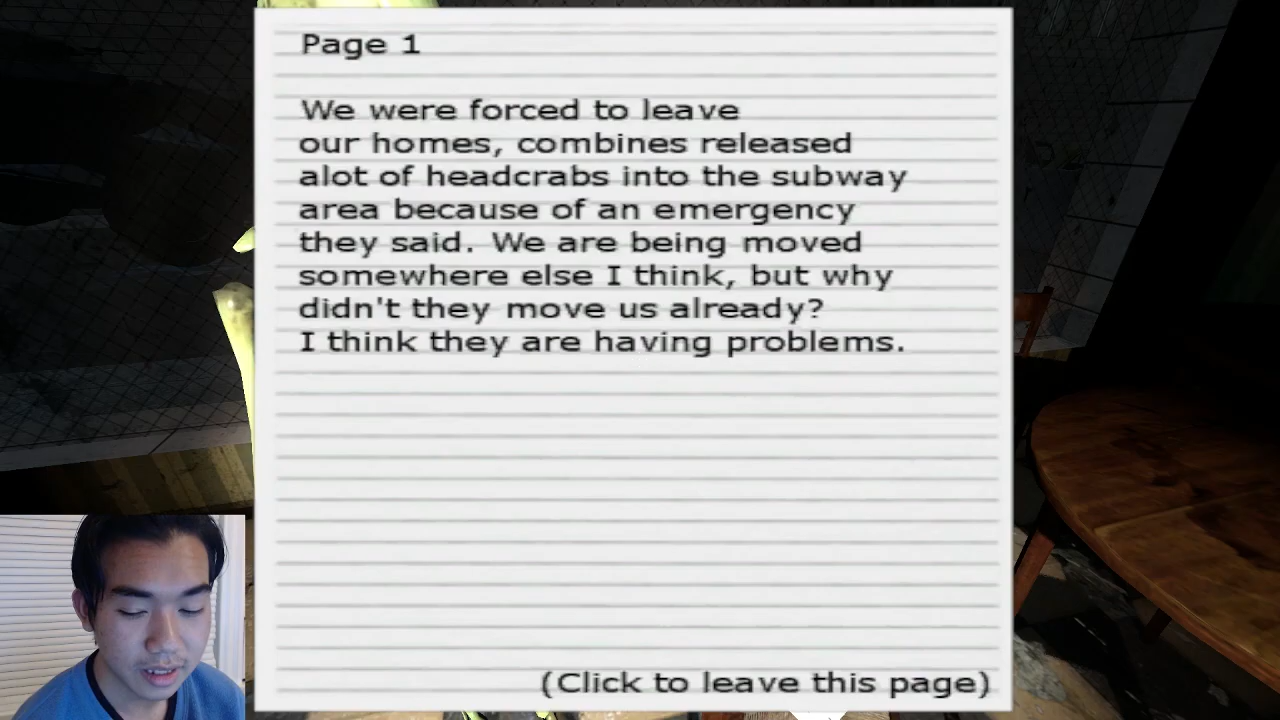 Page 1
We were forced to leave
our homes, combines released
alot of headcrabs into the subway
area because of an emergency
they said. We are being moved
somewhere else I think, but why
didn't they move us already?
I think they are having problems.
(Click to leave this page)